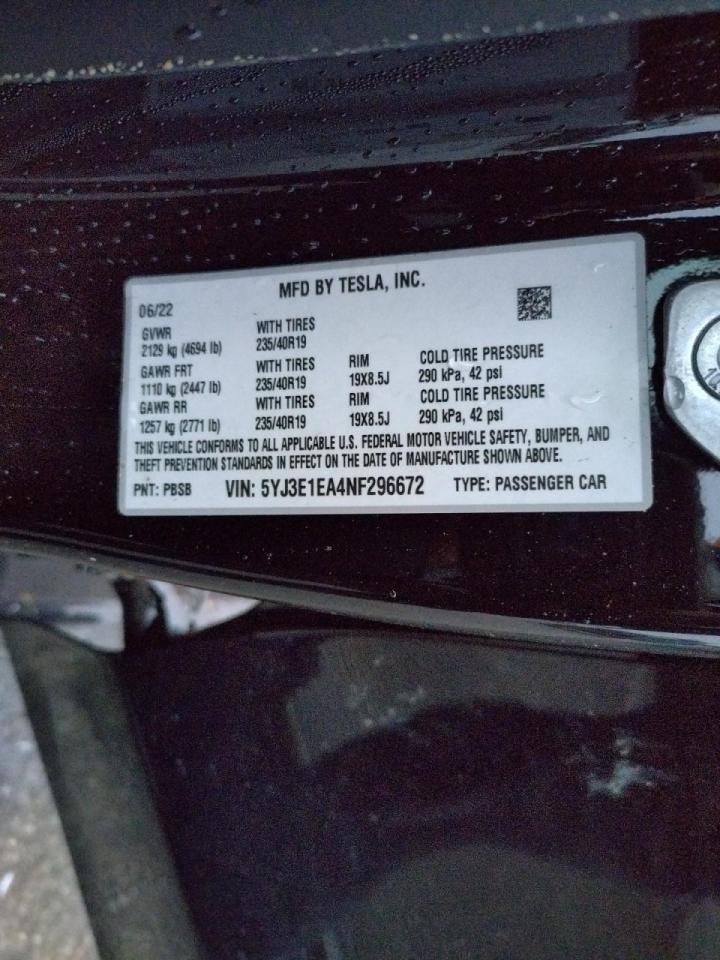 MFD BY TESLA, INC.
06/22
GVWR WITH TIRES
2129 kg (4694 lb) 235/40R19
GAWR FRT WITH TIRES RIM COLD TIRE PRESSURE
1110 kg (2447 lb) 235/40R19 19X8.5J 290 kPa, 42 psi
GAWR RR WITH TIRES RIM COLD TIRE PRESSURE
1257 kg (2771 lb) 235/40R19 19X8.5J 290 kPa, 42 psi
THIS VEHICLE CONFORMS TO ALL APPLICABLE U.S. FEDERAL MOTOR VEHICLE SAFETY, BUMPER, AND
THEFT PREVENTION STANDARDS IN EFFECT ON THE DATE OF MANUFACTURE SHOWN ABOVE.
PNT: PBSB VIN: 5YJ3E1EA4NF296672 TYPE: PASSENGER CAR